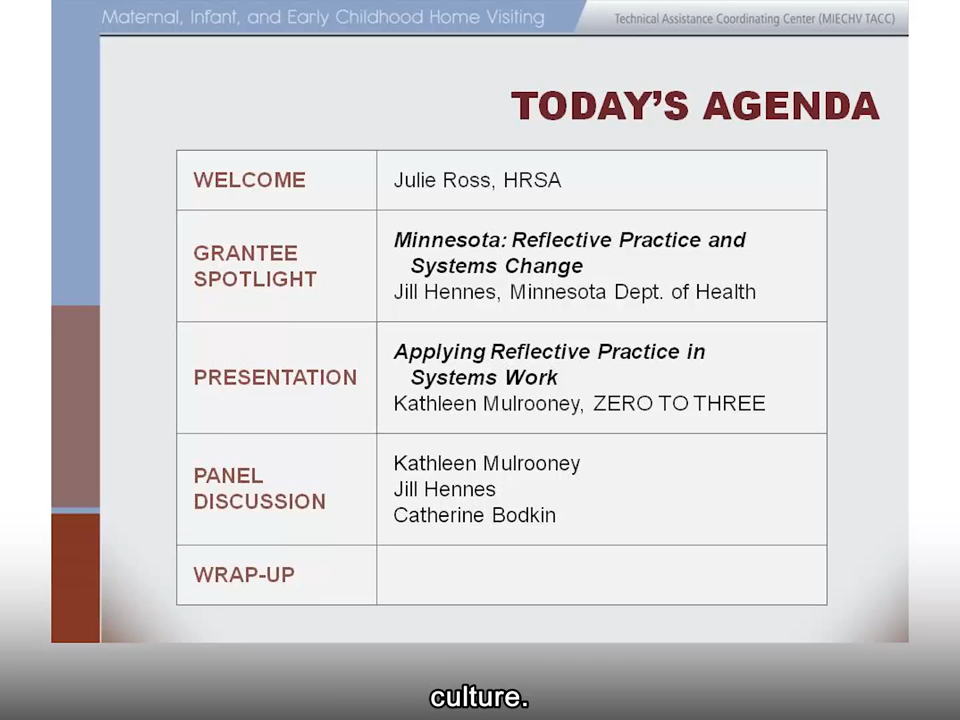 Maternal, Infant, and Early Childhood Home Visiting
Technical Assistance Coordinating Center (MIECHV TACC)
TODAY'S AGENDA
WELCOME
Julie Ross, HRSA
GRANTEE
SPOTLIGHT
Minnesota: Reflective Practice and
Systems Change
Jill Hennes, Minnesota Dept. of Health
PRESENTATION
Applying Reflective Practice in
Systems Work
Kathleen Mulrooney, ZERO TO THREE
PANEL
DISCUSSION
Kathleen Mulrooney
Jill Hennes
Catherine Bodkin
WRAP-UP
culture.